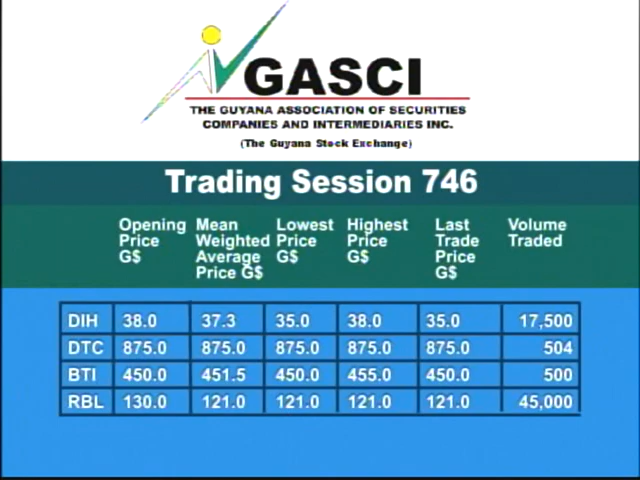 GASCI
THE GUYANA ASSOCIATION OF SECURITIES
COMPANIES AND INTERMEDIARIES INC.
(The Guyana Stock Exchange)
Trading Session 746
Opening Price G$ Mean Weighted Average Price G$ Lowest Price G$ Highest Price G$ Last Trade Price G$ Volume Traded
DIH 38.0 37.3 35.0 38.0 35.0 17,500
DTC 875.0 875.0 875.0 875.0 875.0 504
BTI 450.0 451.5 450.0 455.0 450.0 500
RBL 130.0 121.0 121.0 121.0 121.0 45,000